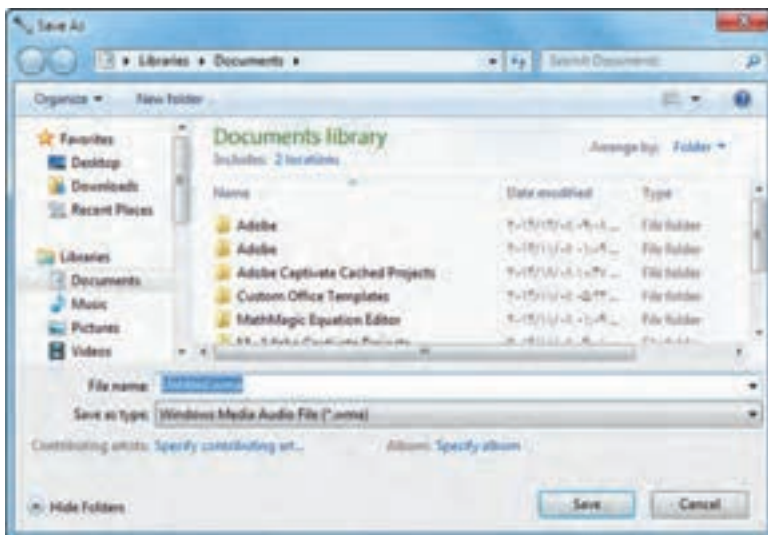 Save As
Libraries ▸ Documents ▸
Search Documents
Organize
New folder
Favorites
Desktop
Downloads
Recent Places
Libraries
Documents
Music
Pictures
Videos
Documents library
Includes: 2 locations
Arrange by: Folder
Name Date modified Type
Adobe File folder
Adobe File folder
Adobe Captivate Cached Projects File folder
Custom Office Templates File folder
MathMagic Equation Editor File folder
File name: Untitled.wma
Save as type: Windows Media Audio File (*.wma)
Contributing artists: Specify contributing art...
Album: Specify album
Hide Folders
Save
Cancel